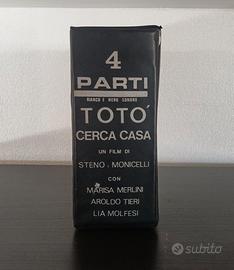 4
PARTI
BIANCO E NERO SONORO
TOTO'
CERCA CASA
UN FILM DI
STENO e MONICELLI
CON
MARISA MERLINI
AROLDO TIERI
LIA MOLFESI
subito